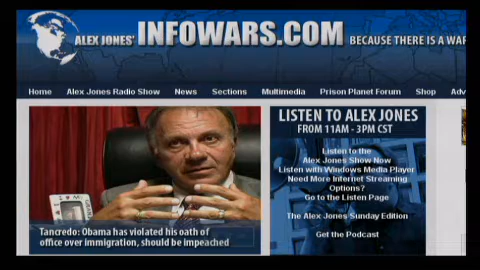 ALEX JONES' INFOWARS.COM BECAUSE THERE IS A WAR
Home Alex Jones Radio Show News Sections Multimedia Prison Planet Forum Shop Adv
LISTEN TO ALEX JONES
FROM 11AM - 3PM CST
Listen to the
Alex Jones Show Now
Listen with Windows Media Player
Need More Internet Streaming
Options?
Go to the Listen Page
The Alex Jones Sunday Edition
Get the Podcast
Tancredo: Obama has violated his oath of
office over immigration, should be impeached